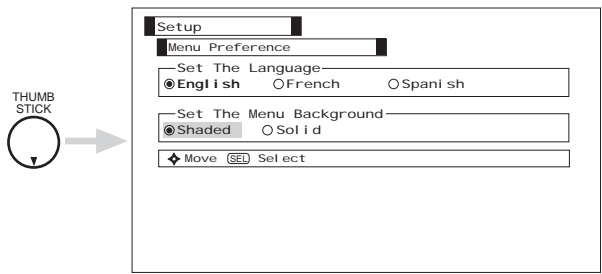 Setup
Menu Preference
Set The Language
English French Spanish
THUMB
STICK
Set The Menu Background
Shaded Solid
Move SEL Select